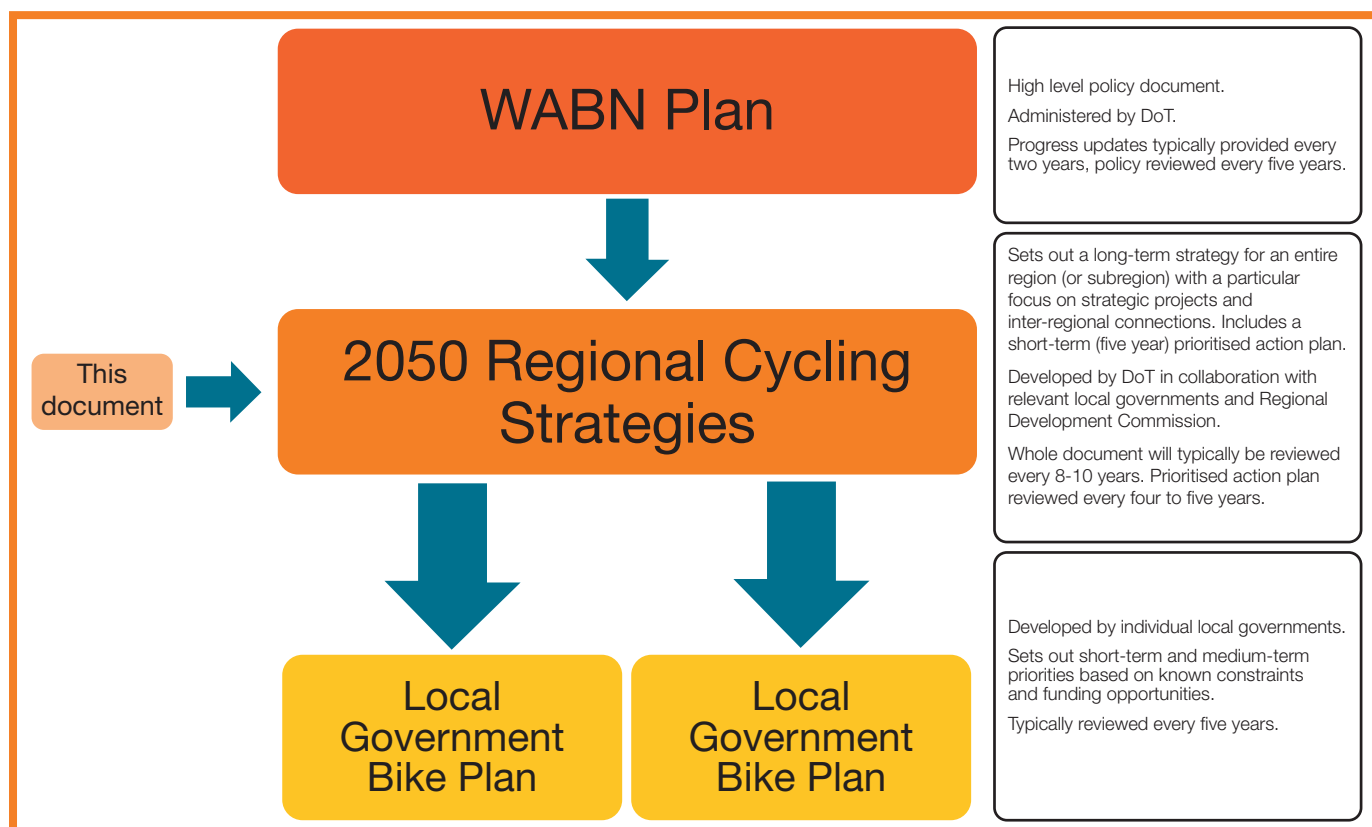 WABN Plan
High level policy document.
Administered by DoT.
Progress updates typically provided every
two years, policy reviewed every five years.
This
document
2050 Regional Cycling
Strategies
Sets out a long-term strategy for an entire
region (or subregion) with a particular
focus on strategic projects and
inter-regional connections. Includes a
short-term (five year) prioritised action plan.
Developed by DoT in collaboration with
relevant local governments and Regional
Development Commission.
Whole document will typically be reviewed
every 8-10 years. Prioritised action plan
reviewed every four to five years.
Local
Government
Bike Plan
Local
Government
Bike Plan
Developed by individual local governments.
Sets out short-term and medium-term
priorities based on known constraints
and funding opportunities.
Typically reviewed every five years.